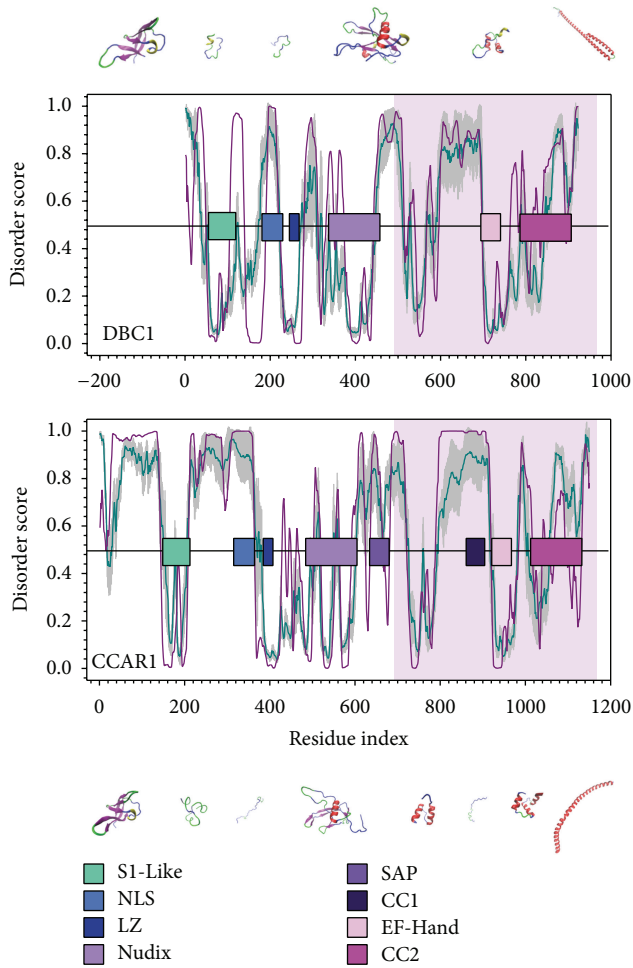 Disorder score
1.0
0.8
0.6
0.4
0.2
0.0
DBC1
−200
0
200
400
600
800
1000
Disorder score
1.0
0.8
0.6
0.4
0.2
0.0
CCAR1
0
200
400
600
800
1000
1200
Residue index
S1-Like
NLS
LZ
Nudix
SAP
CC1
EF-Hand
CC2